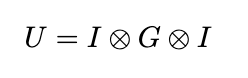 U = I ⊗ G ⊗ I